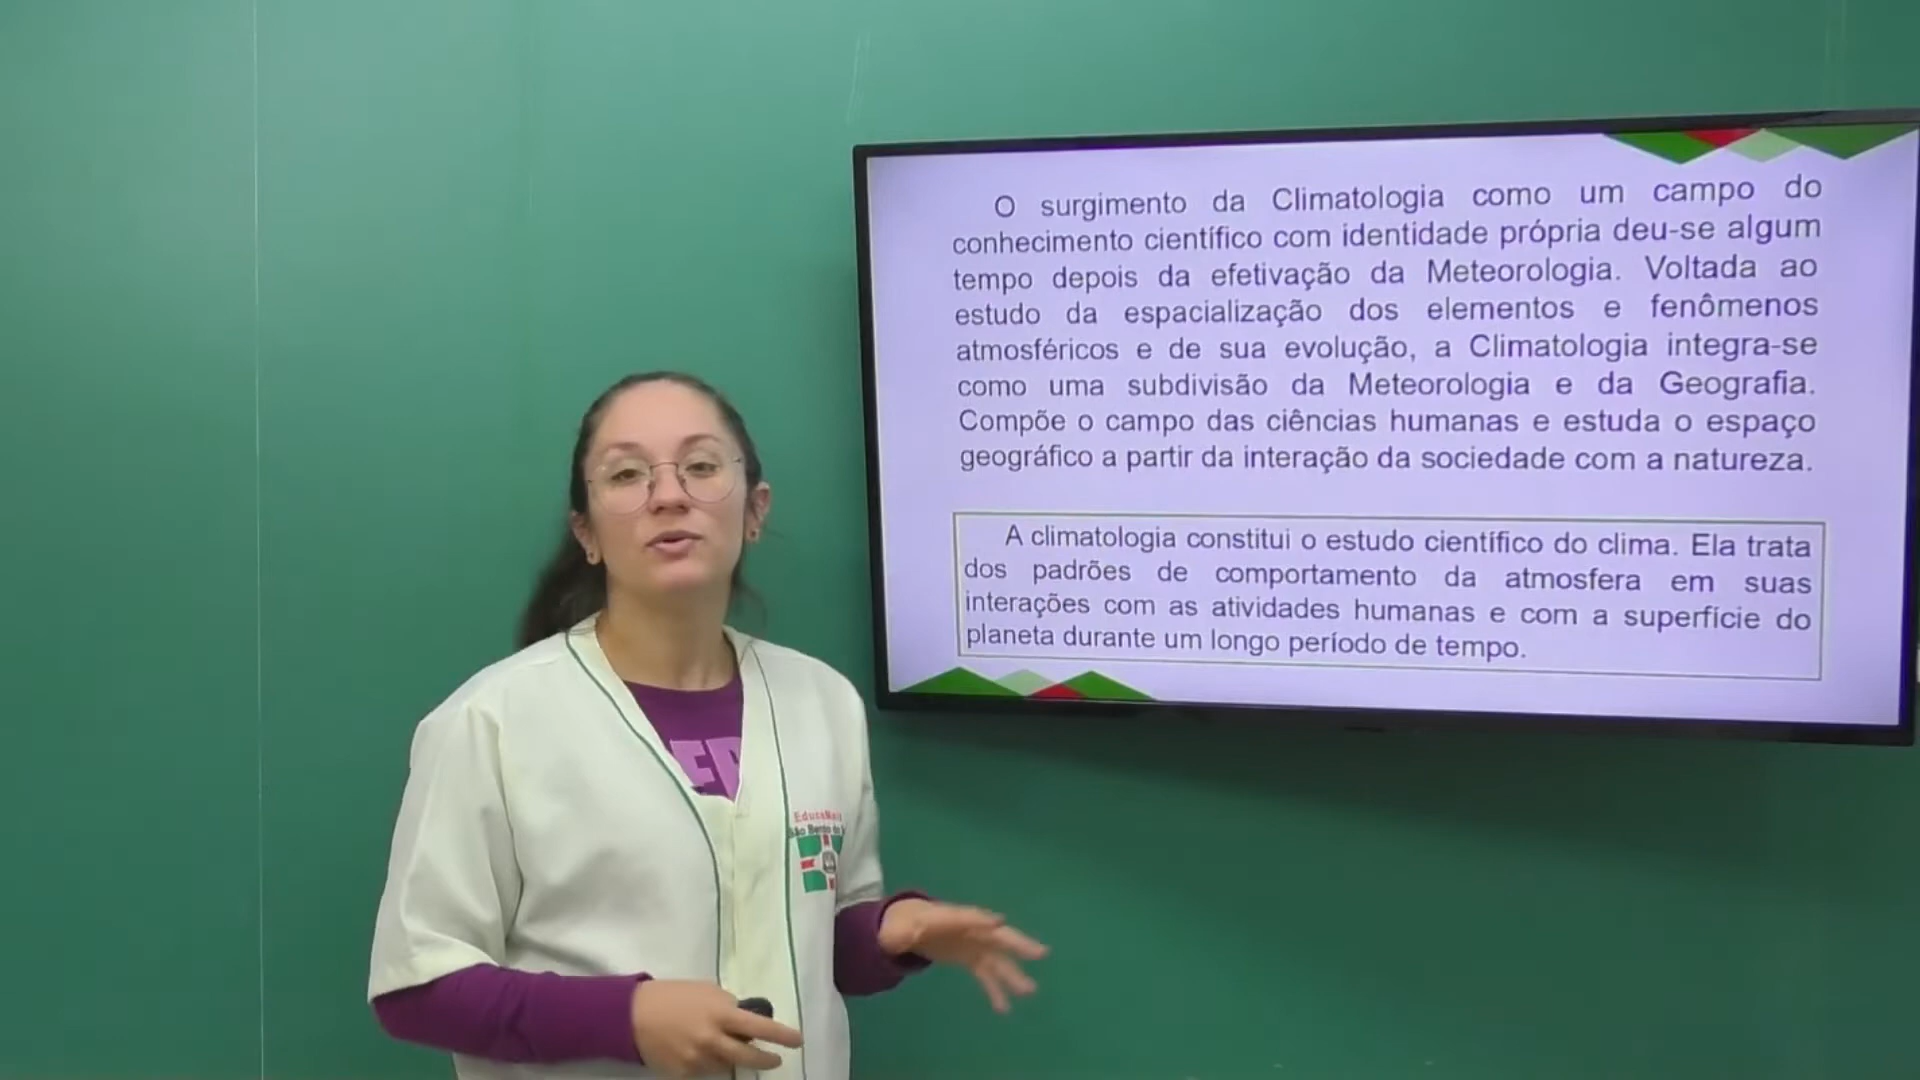 O surgimento da Climatologia como um campo do
conhecimento científico com identidade própria deu-se algum
tempo depois da efetivação da Meteorologia. Voltada ao
estudo da espacialização dos elementos e fenômenos
atmosféricos e de sua evolução, a Climatologia integra-se
como uma subdivisão da Meteorologia e da Geografia.
Compõe o campo das ciências humanas e estuda o espaço
geográfico a partir da interação da sociedade com a natureza.
A climatologia constitui o estudo científico do clima. Ela trata
dos padrões de comportamento da atmosfera em suas
interações com as atividades humanas e com a superfície do
planeta durante um longo período de tempo.
São Bento do